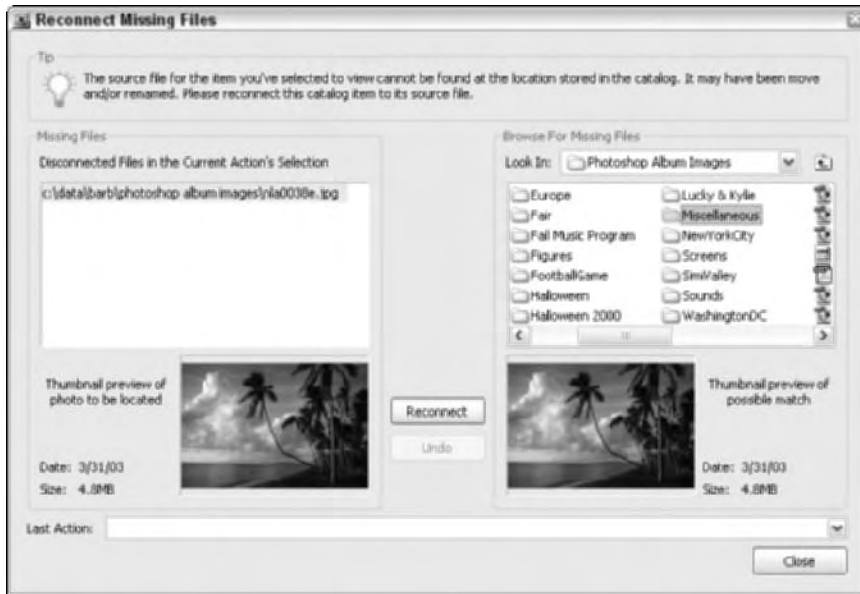 Reconnect Missing Files
Tip
The source file for the item you've selected to view cannot be found at the location stored in the catalog. It may have been move
and/or renamed. Please reconnect this catalog item to its source file.
Missing Files
Disconnected Files in the Current Action's Selection
c:\data\barb\photoshop album images\nla0038e.jpg
Thumbnail preview of
photo to be located
Date: 3/31/03
Size: 4.8MB
Reconnect
Undo
Browse For Missing Files
Look In: Photoshop Album Images
Europe
Fair
Fall Music Program
Figures
FootballGame
Halloween
Halloween 2000
Lucky & Kylie
Miscellaneous
NewYorkCity
Screens
SimiValley
Sounds
WashingtonDC
Thumbnail preview of
possible match
Date: 3/31/03
Size: 4.8MB
Last Action:
Close